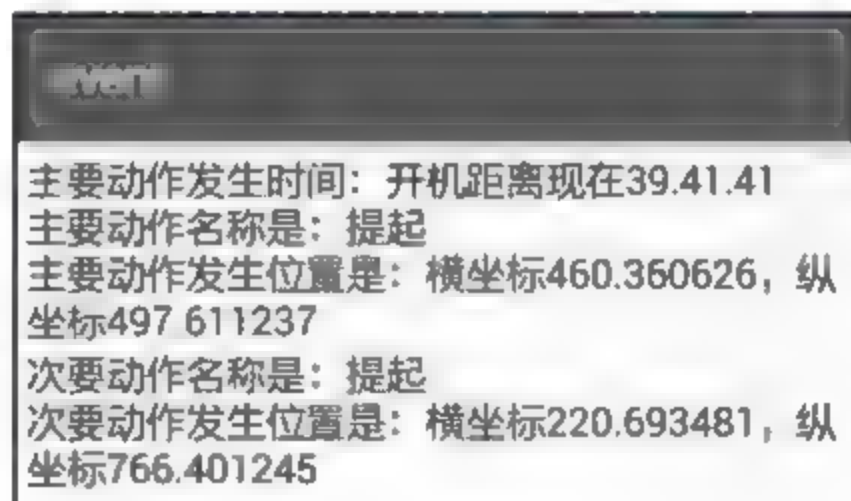 主要动作发生时间：开机距离现在39.41.41
主要动作名称是：提起
主要动作发生位置是：横坐标460.360626，纵
坐标497 611237
次要动作名称是：提起
次要动作发生位置是：横坐标220.693481，纵
坐标766.401245